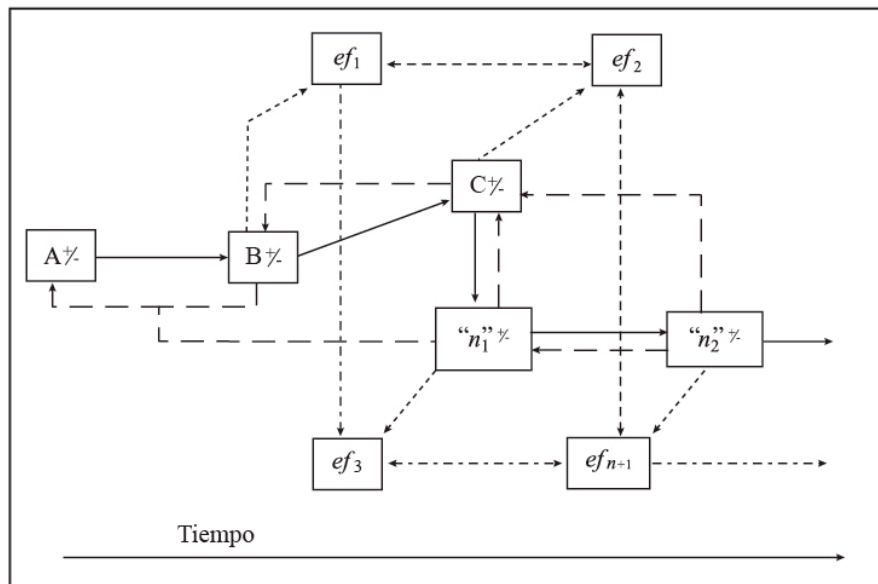 ef₁
ef₂
C +/-
A +/-
B +/-
“n₁” +/-
“n₂” +/-
ef₃
efₙ₊₁
Tiempo